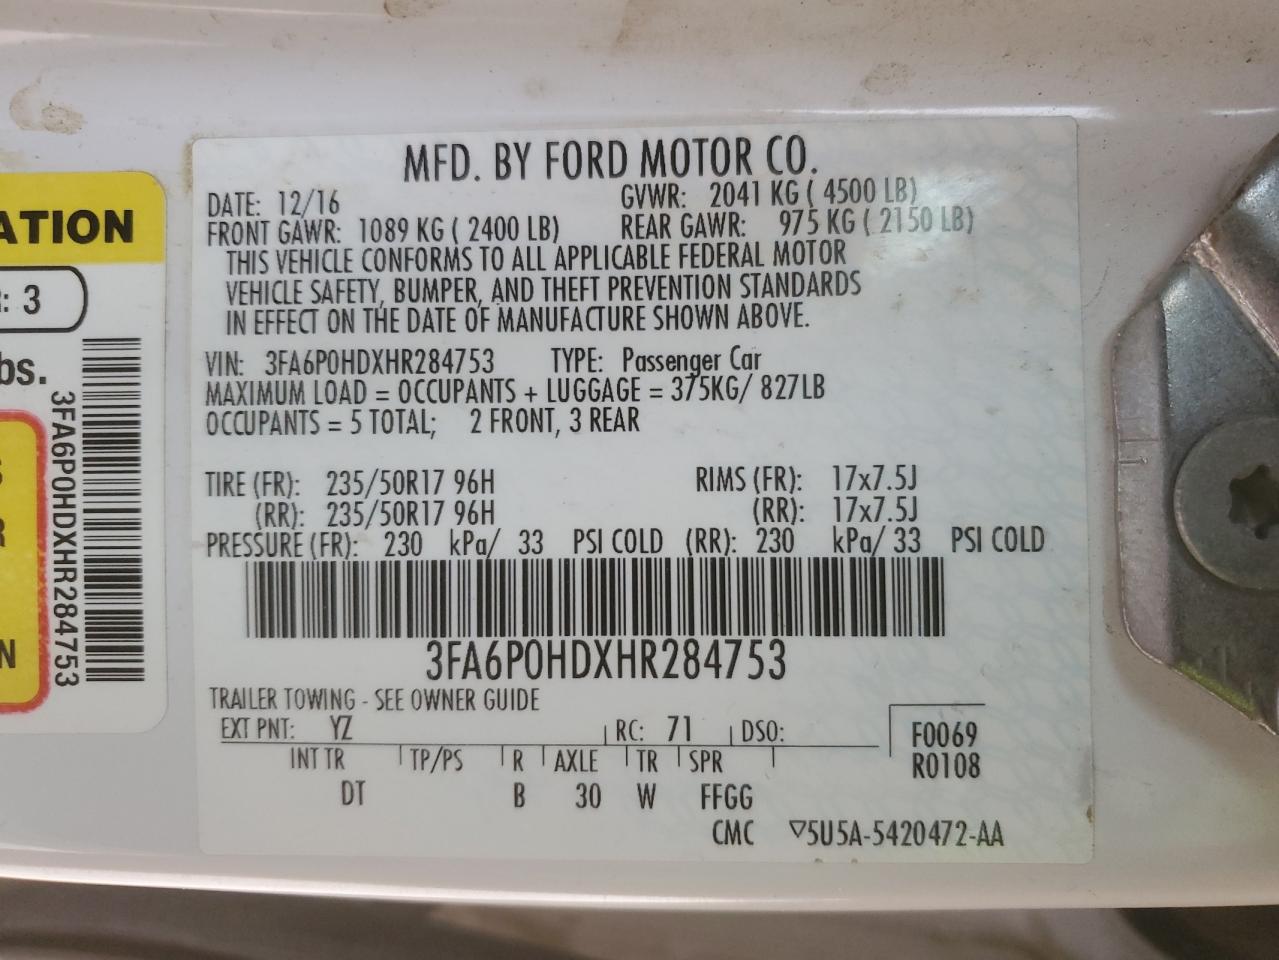 MFD. BY FORD MOTOR CO.
DATE: 12/16 GVWR: 2041 KG ( 4500 LB)
FRONT GAWR: 1089 KG ( 2400 LB) REAR GAWR: 975 KG ( 2150 LB)
THIS VEHICLE CONFORMS TO ALL APPLICABLE FEDERAL MOTOR
VEHICLE SAFETY, BUMPER, AND THEFT PREVENTION STANDARDS
IN EFFECT ON THE DATE OF MANUFACTURE SHOWN ABOVE.
VIN: 3FA6P0HDXHR284753 TYPE: Passenger Car
MAXIMUM LOAD = OCCUPANTS + LUGGAGE = 375KG/ 827LB
OCCUPANTS = 5 TOTAL; 2 FRONT, 3 REAR
TIRE (FR): 235/50R17 96H RIMS (FR): 17x7.5J
(RR): 235/50R17 96H (RR): 17x7.5J
PRESSURE (FR): 230 kPa/ 33 PSI COLD (RR): 230 kPa/ 33 PSI COLD
3FA6P0HDXHR284753
TRAILER TOWING - SEE OWNER GUIDE
EXT PNT: YZ RC: 71 DSO: F0069
R0108
INT TR TP/PS R AXLE TR SPR
DT B 30 W FFGG
CMC ▽5U5A-5420472-AA
ATION
: 3
bs.
3FA6P0HDXHR284753
R
N